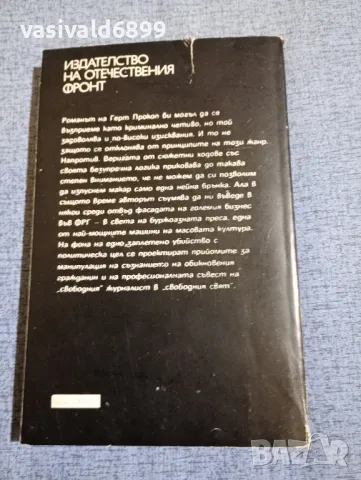 vasivald6899
ИЗДАТЕЛСТВО
НА ОТЕЧЕСТВЕНИЯ
ФРОНТ
Романът на Герт Прокоп би могъл да се
възприеме като криминално четиво, но той
задоволява и по-високи изисквания. И то не
защото се отклонява от принципите на този жанр.
Напротив. Веригата от сюжетни ходове със
своята безупречна логика приковава до такава
степен вниманието, че не можем да си позволим
да изпуснем макар само една нейна брънка. Ала в
същото време авторът съумява да ни въведе в
някои среди отвъд фасадата на големия бизнес
във ФРГ – в света на буржоазната преса, една
от най-мощните машини на масовата култура.
На фона на едно заплетено убийство с
политическа цел се проектират прийомите за
манипулация на съзнанието на обикновения
гражданин и на професионалната съвест на
„свободния" журналист в „свободния свят".
BAZAR